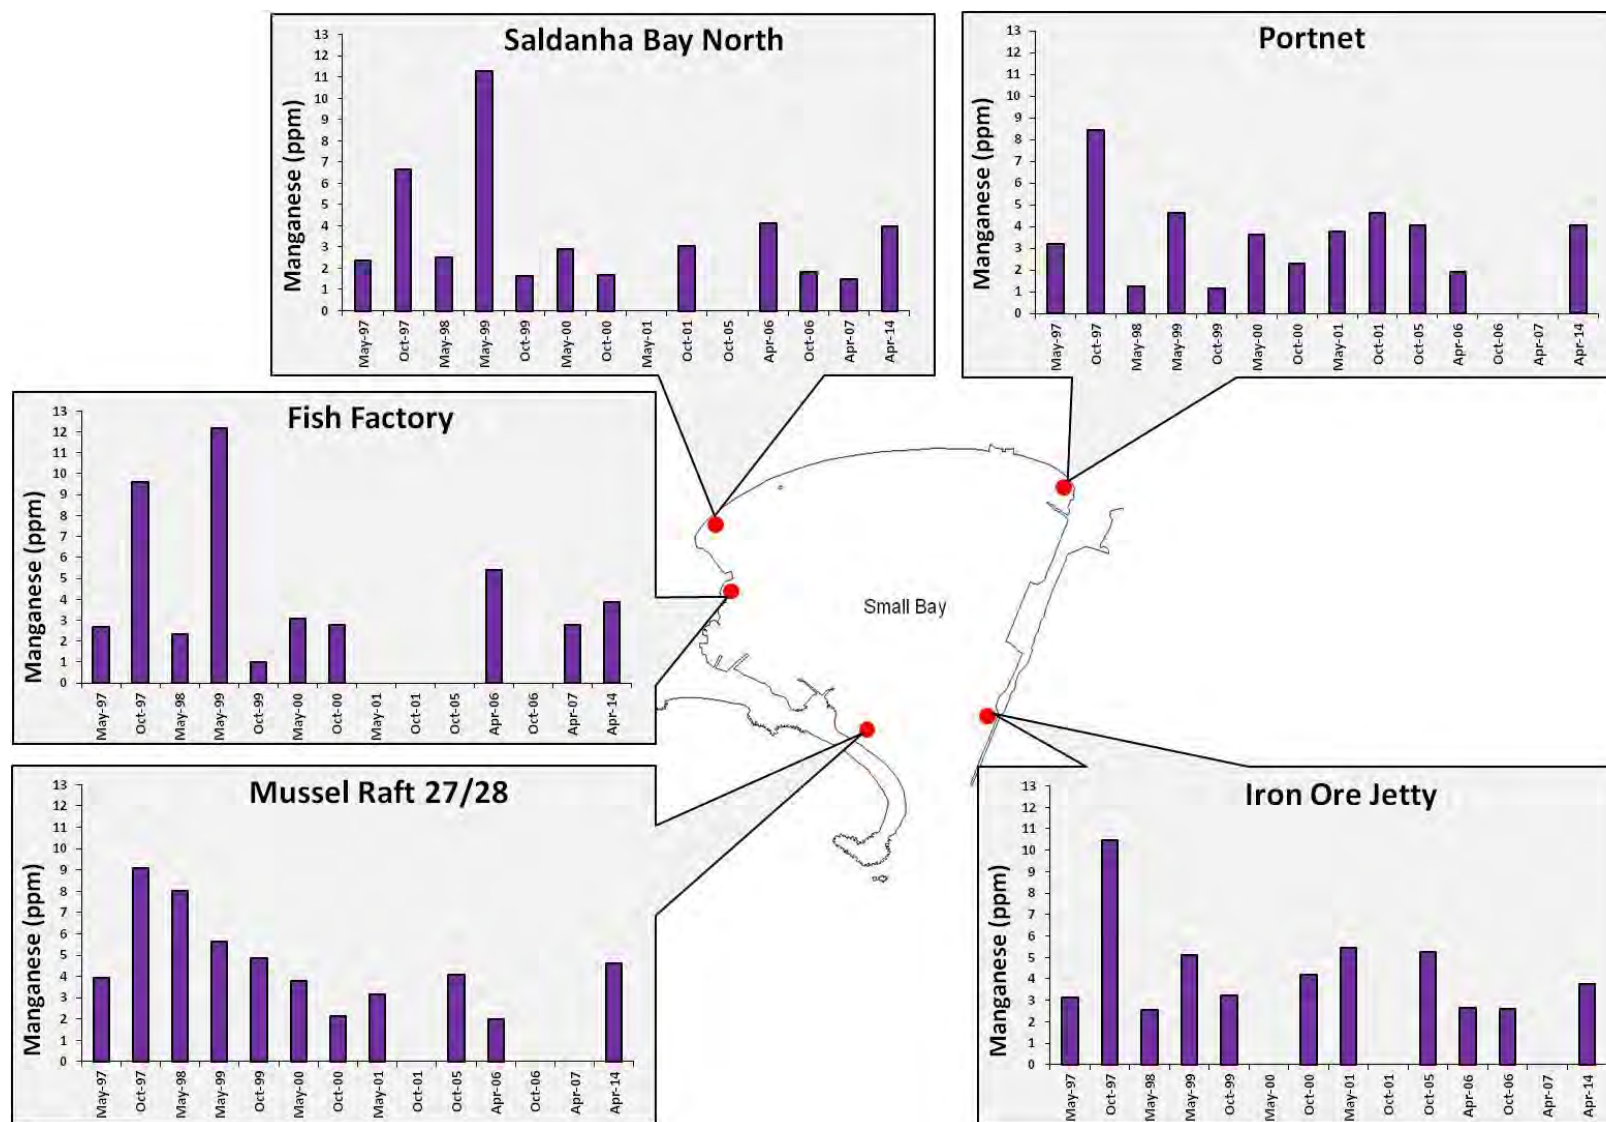 Saldanha Bay North
Manganese (ppm)
13
12
11
10
9
8
7
6
5
4
3
2
1
0
May-97
Oct-97
May-98
May-99
Oct-99
May-00
Oct-00
May-01
Oct-01
Oct-05
Apr-06
Oct-06
Apr-07
Apr-14
Portnet
Manganese (ppm)
13
12
11
10
9
8
7
6
5
4
3
2
1
0
May-97
Oct-97
May-98
May-99
Oct-99
May-00
Oct-00
May-01
Oct-01
Oct-05
Apr-06
Oct-06
Apr-07
Apr-14
Fish Factory
Manganese (ppm)
13
12
11
10
9
8
7
6
5
4
3
2
1
0
May-97
Oct-97
May-98
May-99
Oct-99
May-00
Oct-00
May-01
Oct-01
Oct-05
Apr-06
Oct-06
Apr-07
Apr-14
Small Bay
Mussel Raft 27/28
Manganese (ppm)
13
12
11
10
9
8
7
6
5
4
3
2
1
0
May-97
Oct-97
May-98
May-99
Oct-99
May-00
Oct-00
May-01
Oct-01
Oct-05
Apr-06
Oct-06
Apr-07
Apr-14
Iron Ore Jetty
Manganese (ppm)
13
12
11
10
9
8
7
6
5
4
3
2
1
0
May-97
Oct-97
May-98
May-99
Oct-99
May-00
Oct-00
May-01
Oct-01
Oct-05
Apr-06
Oct-06
Apr-07
Apr-14